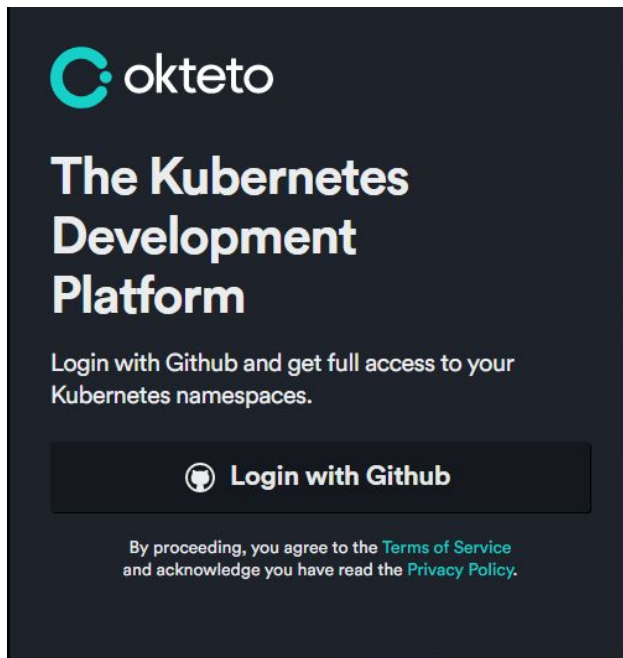 okteto
The Kubernetes
Development
Platform
Login with Github and get full access to your
Kubernetes namespaces.
Login with Github
By proceeding, you agree to the Terms of Service
and acknowledge you have read the Privacy Policy.